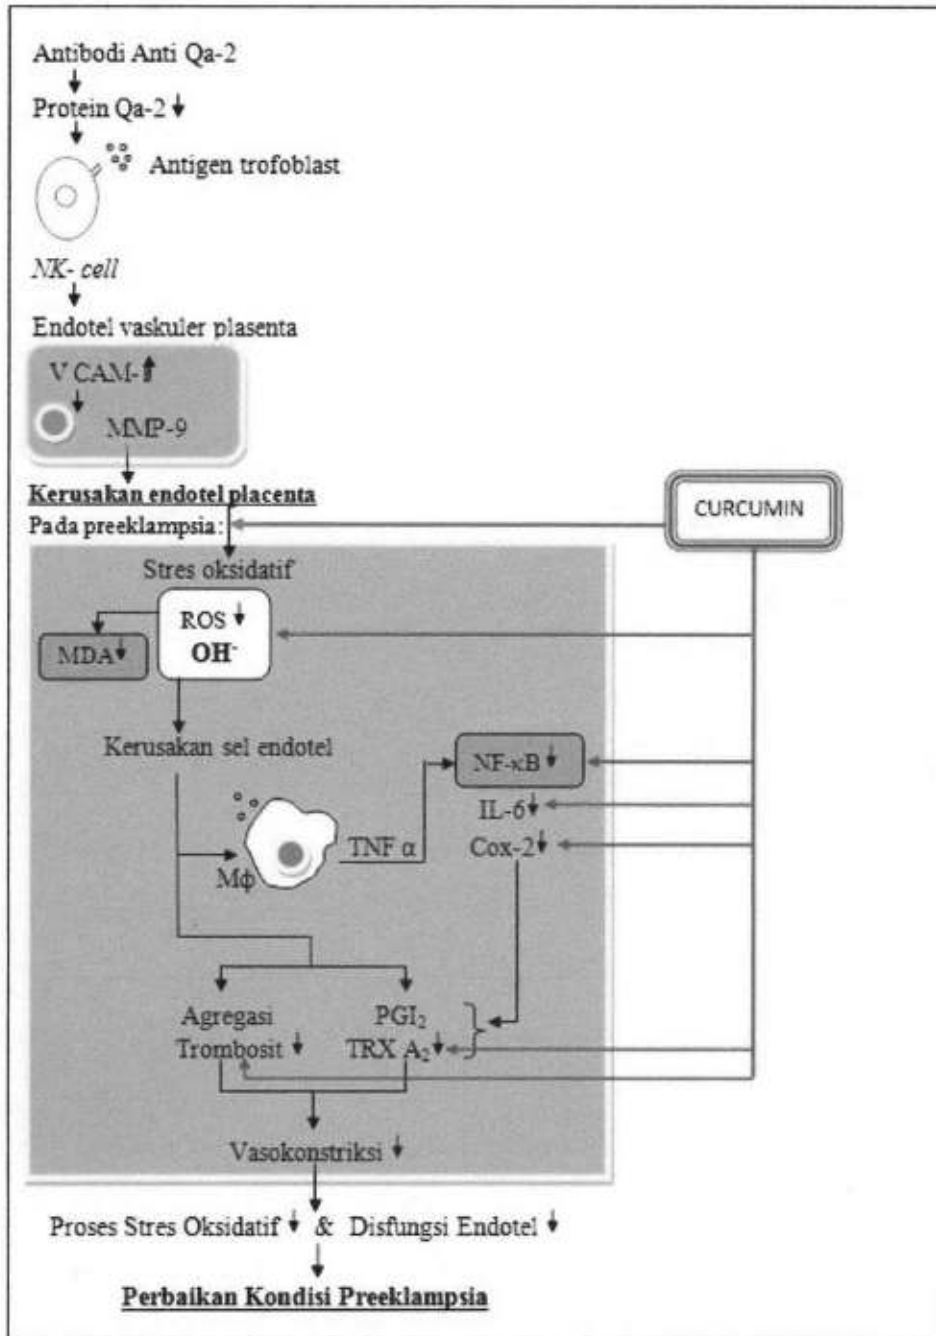 Antibodi Anti Qa-2
Protein Qa-2 ↓
Antigen trofoblast
NK- cell
Endotel vaskuler plasenta
V CAM-1↑
MMP-9
Kerusakan endotel placenta
Pada preeklampsia:
CURCUMIN
Stres oksidatif
ROS ↓
OH-
MDA↓
Kerusakan sel endotel
NF-κB ↓
IL-6↓
Cox-2↓
TNF α
Mφ
Agregasi
Trombosit ↓
PGI₂
TRX A₂ ↓
Vasokonstriksi ↓
Proses Stres Oksidatif ↓ & Disfungsi Endotel ↓
Perbaikan Kondisi Preeklampsia